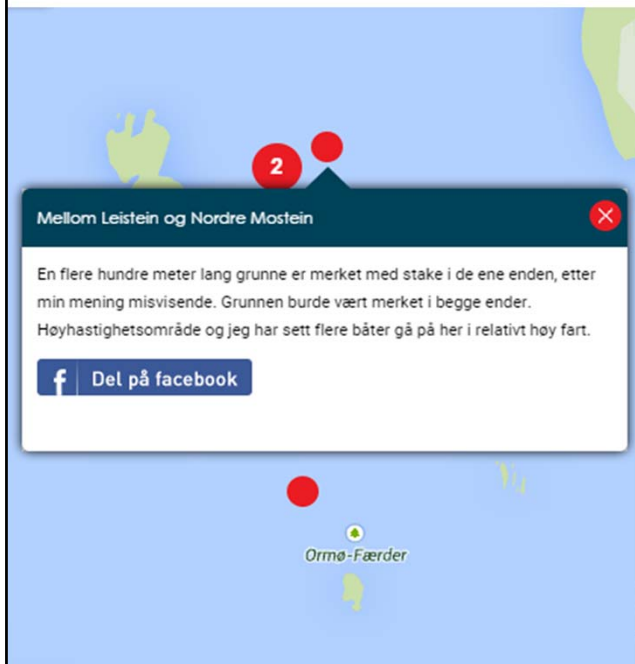 2
Mellom Leistein og Nordre Mostein
En flere hundre meter lang grunne er merket med stake i de ene enden, etter
min mening misvisende. Grunnen burde vært merket i begge ender.
Høyhastighetsområde og jeg har sett flere båter gå på her i relativt høy fart.
f Del på facebook
Ormø-Færder